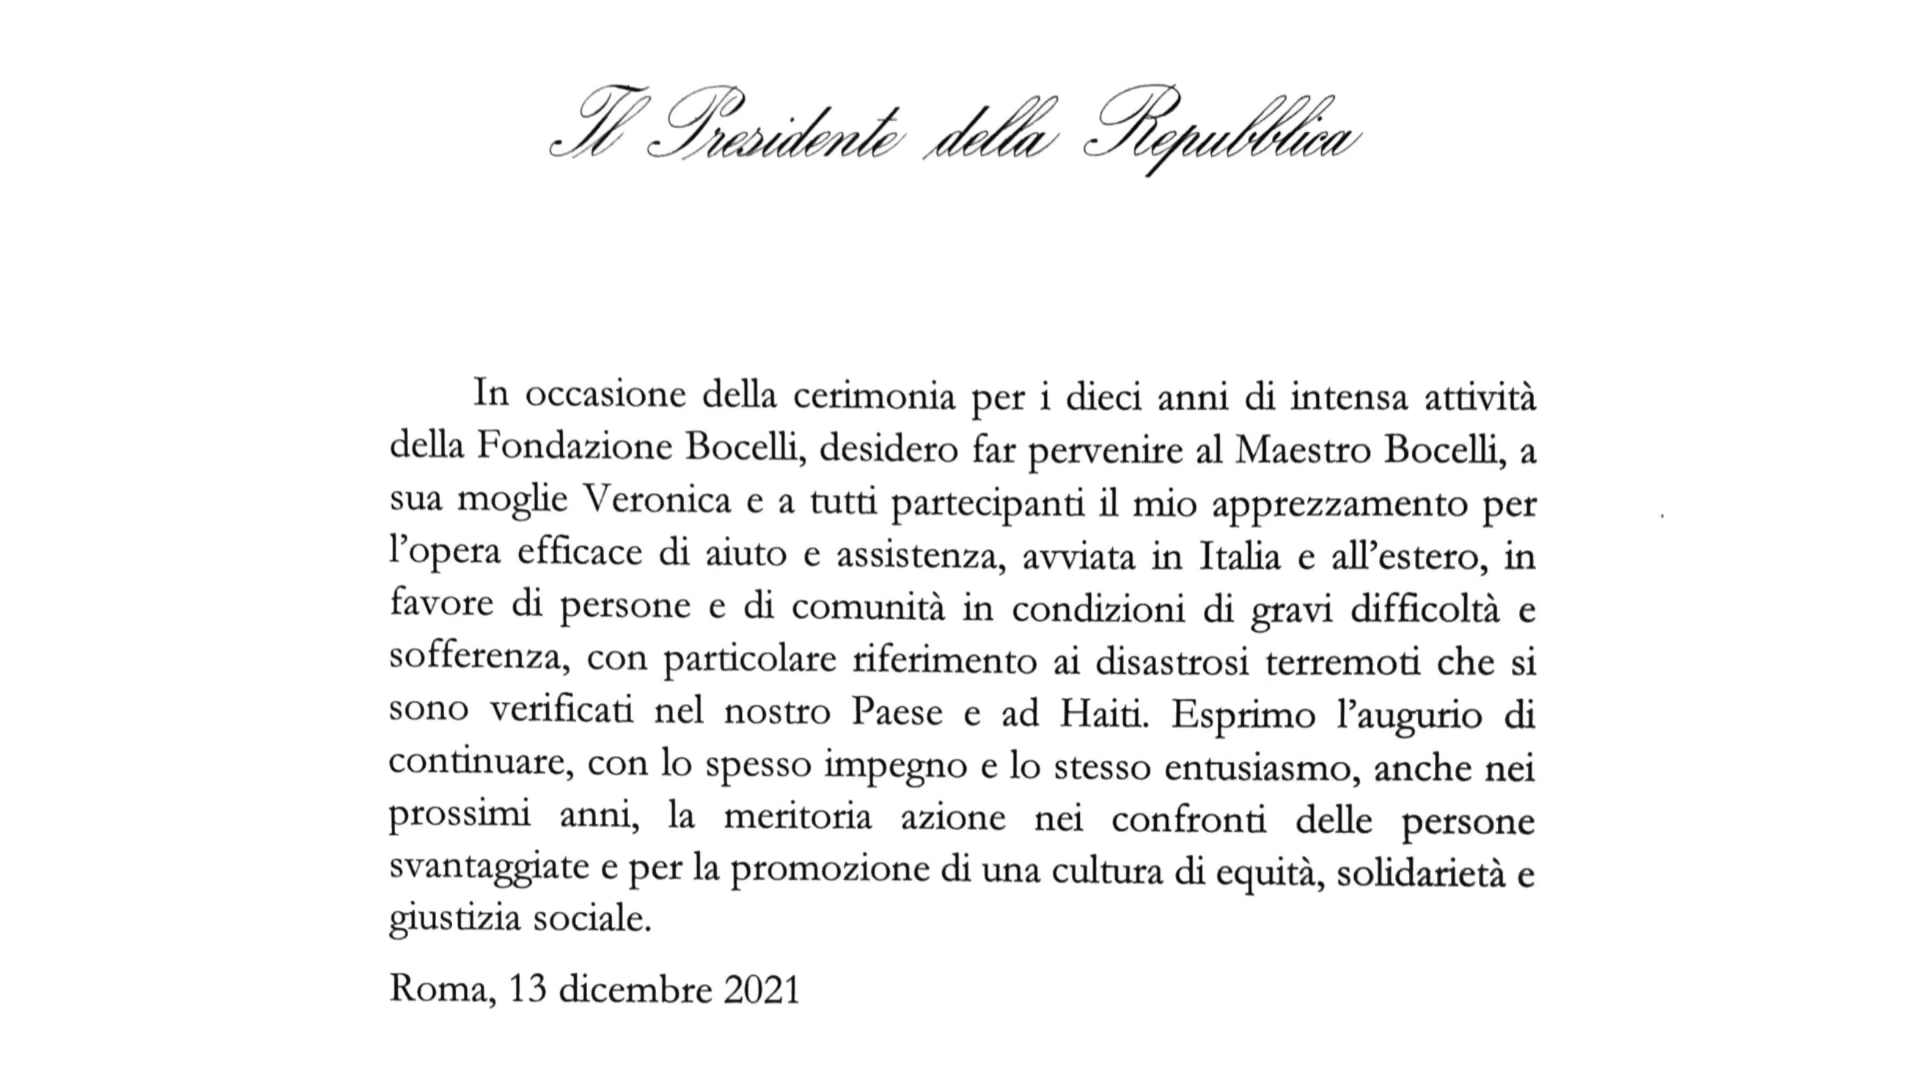 Il Presidente della Repubblica
In occasione della cerimonia per i dieci anni di intensa attività
della Fondazione Bocelli, desidero far pervenire al Maestro Bocelli, a
sua moglie Veronica e a tutti partecipanti il mio apprezzamento per
l’opera efficace di aiuto e assistenza, avviata in Italia e all’estero, in
favore di persone e di comunità in condizioni di gravi difficoltà e
sofferenza, con particolare riferimento ai disastrosi terremoti che si
sono verificati nel nostro Paese e ad Haiti. Esprimo l’augurio di
continuare, con lo spesso impegno e lo stesso entusiasmo, anche nei
prossimi anni, la meritoria azione nei confronti delle persone
svantaggiate e per la promozione di una cultura di equità, solidarietà e
giustizia sociale.
Roma, 13 dicembre 2021